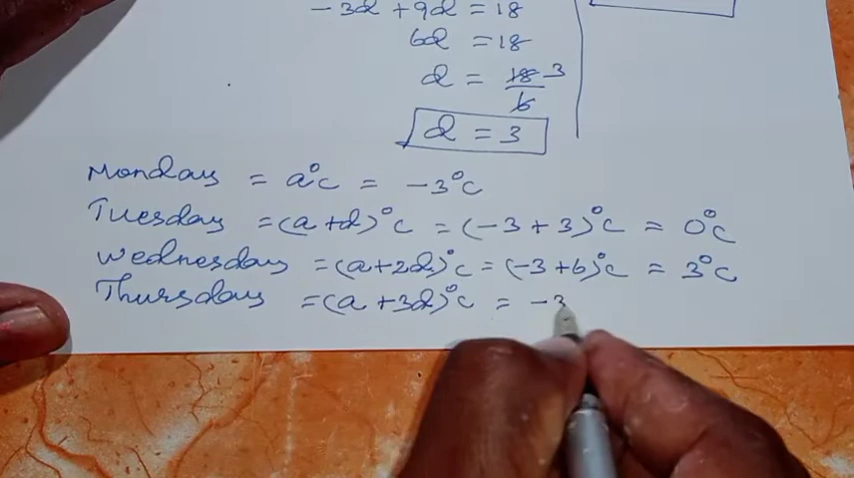 -3d + 9d = 18
6d = 18
d = 18 3
6
d = 3
Monday = a°c = -3°c
Tuesday = (a+d)°c = (-3+3)°c = 0°c
Wednesday = (a+2d)°c = (-3+6)°c = 3°c
Thursday = (a+3d)°c = -3